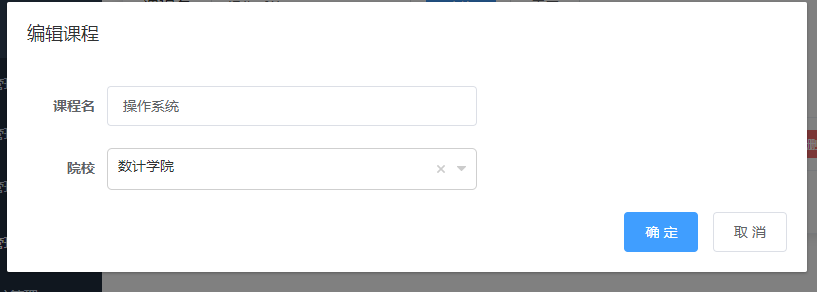 编辑课程
课程名
操作系统
院校
数计学院
确 定
取 消